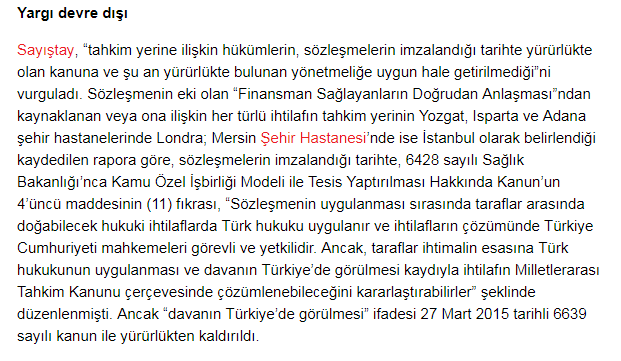 Yargı devre dışı
Sayıştay, “tahkim yerine ilişkin hükümlerin, sözleşmelerin imzalandığı tarihte yürürlükte
olan kanuna ve şu an yürürlükte bulunan yönetmeliğe uygun hale getirilmediği”ni
vurguladı. Sözleşmenin eki olan “Finansman Sağlayanların Doğrudan Anlaşması”ndan
kaynaklanan veya ona ilişkin her türlü ihtilafın tahkim yerinin Yozgat, Isparta ve Adana
şehir hastanelerinde Londra; Mersin Şehir Hastanesi’nde ise İstanbul olarak belirlendiği
kaydedilen rapora göre, sözleşmelerin imzalandığı tarihte, 6428 sayılı Sağlık
Bakanlığı’nca Kamu Özel İşbirliği Modeli ile Tesis Yaptırılması Hakkında Kanun’un
4’üncü maddesinin (11) fıkrası, “Sözleşmenin uygulanması sırasında taraflar arasında
doğabilecek hukuki ihtilaflarda Türk hukuku uygulanır ve ihtilafların çözümünde Türkiye
Cumhuriyeti mahkemeleri görevli ve yetkilidir. Ancak, taraflar ihtimalin esasına Türk
hukukunun uygulanması ve davanın Türkiye’de görülmesi kaydıyla ihtilafın Milletlerarası
Tahkim Kanunu çerçevesinde çözümlenebileceğini kararlaştırabilirler” şeklinde
düzenlenmişti. Ancak “davanın Türkiye’de görülmesi” ifadesi 27 Mart 2015 tarihli 6639
sayılı kanun ile yürürlükten kaldırıldı.